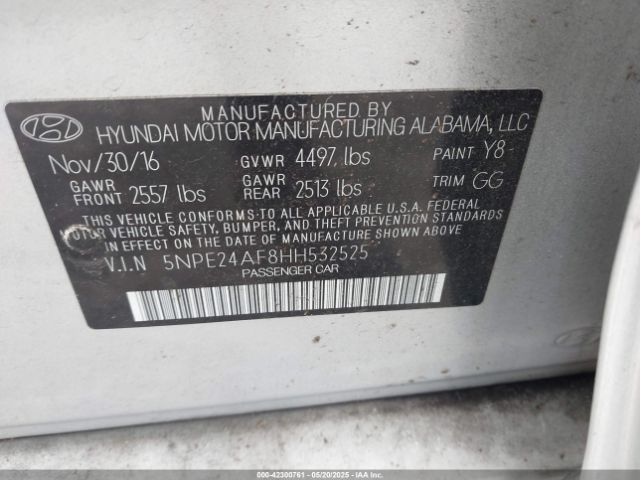 MANUFACTURED BY
HYUNDAI MOTOR MANUFACTURING ALABAMA, LLC
Nov/30/16 GVWR 4497 lbs PAINT Y8
GAWR FRONT 2557 lbs GAWR REAR 2513 lbs TRIM GG
THIS VEHICLE CONFORMS TO ALL APPLICABLE U.S.A. FEDERAL
MOTOR VEHICLE SAFETY, BUMPER, AND THEFT PREVENTION STANDARDS
IN EFFECT ON THE DATE OF MANUFACTURE SHOWN ABOVE
V.I.N 5NPE24AF8HH532525
PASSENGER CAR
000-42300761 - 05/20/2025 - IAAI.COM